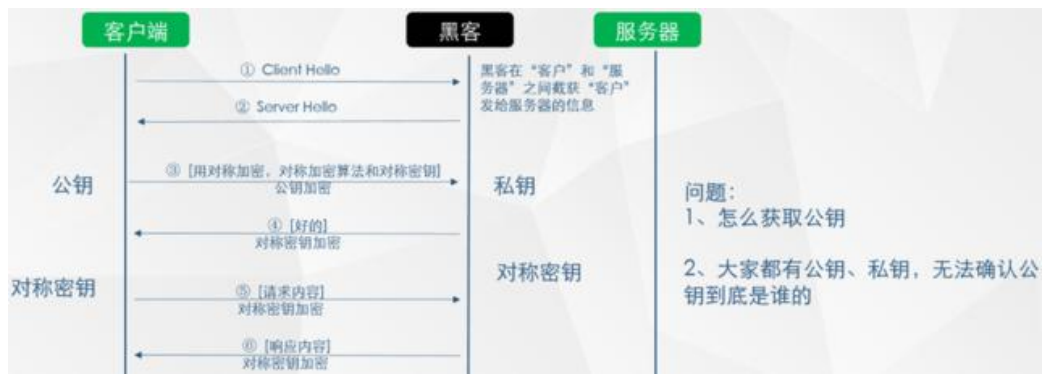 客户端
黑客
服务器
① Client Hello
黑客在“客户”和“服
务器”之间截获“客户”
发给服务器的信息
② Server Hello
公钥
③ [用对称加密，对称加密算法和对称密钥]
公钥加密
私钥
④ [好的]
对称密钥加密
对称密钥
对称密钥
⑤ [请求内容]
对称密钥加密
⑥ [响应内容]
对称密钥加密
问题：
1、怎么获取公钥
2、大家都有公钥、私钥，无法确认公
钥到底是谁的